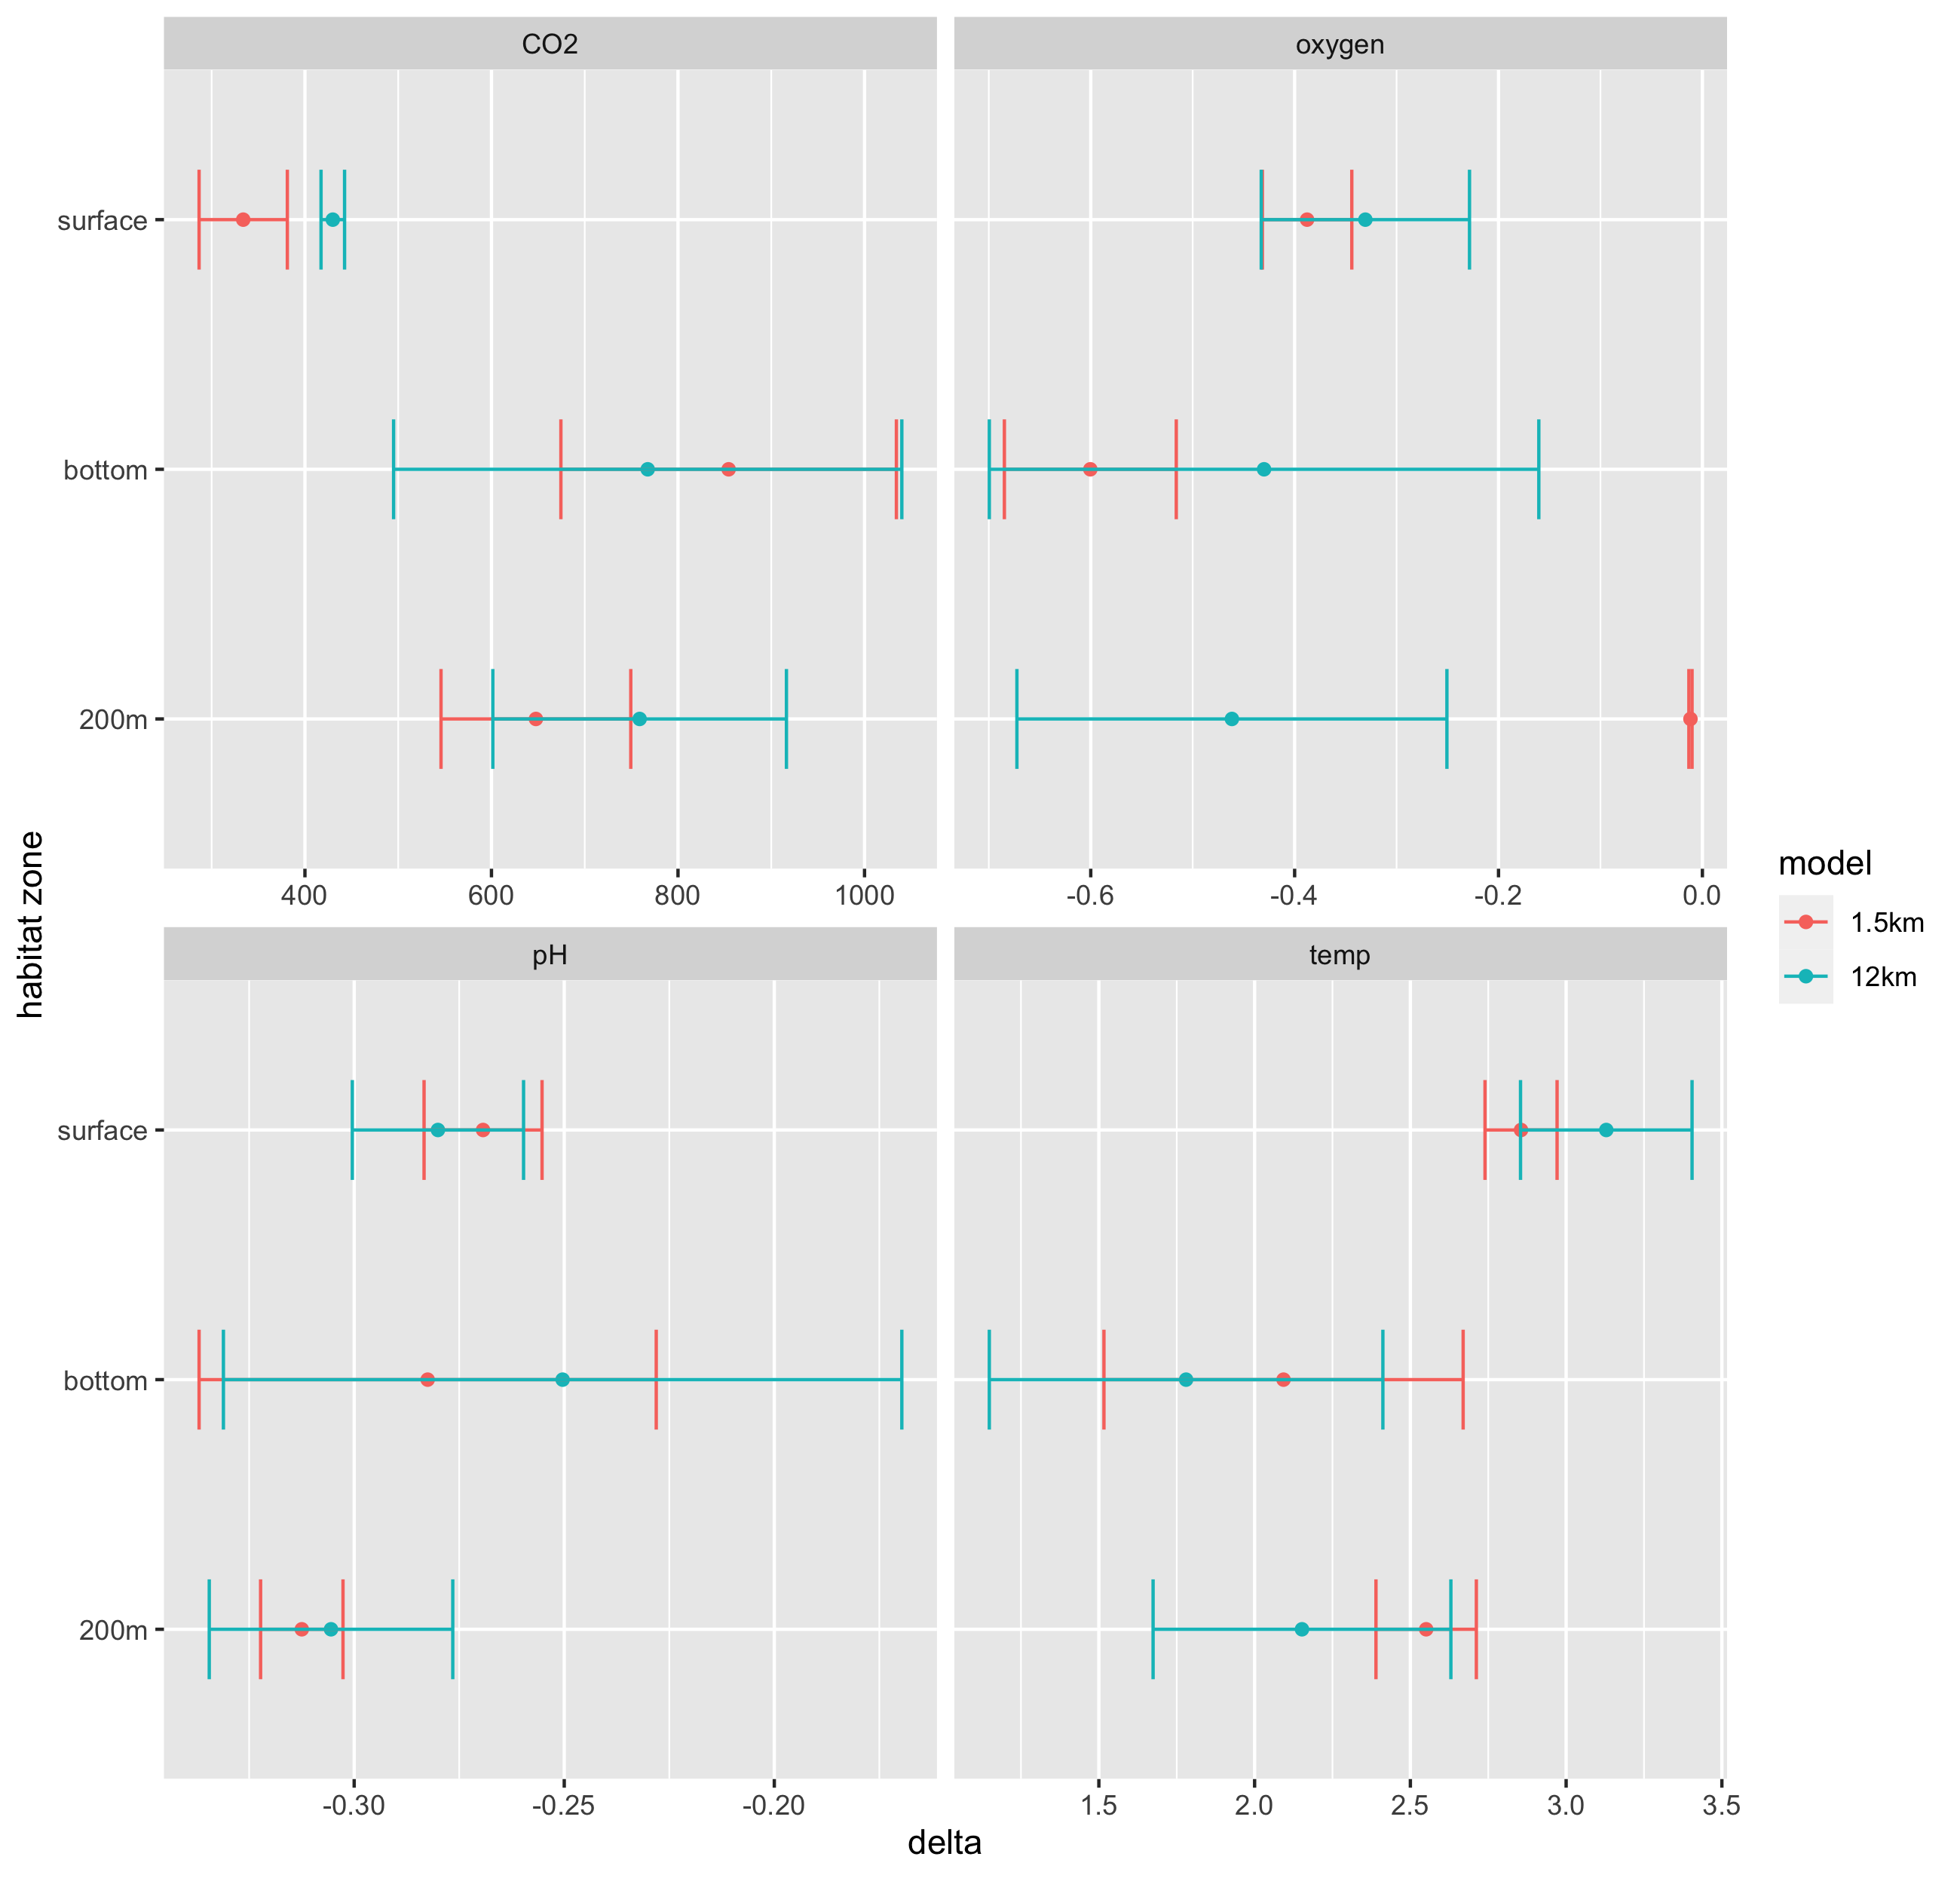 CO2 oxygen
surface
bottom
200m
400 600 800 1000 -0.6 -0.4 -0.2 0.0
pH temp
surface
bottom
200m
-0.30 -0.25 -0.20 1.5 2.0 2.5 3.0 3.5
delta
habitat zone
model
1.5km
12km